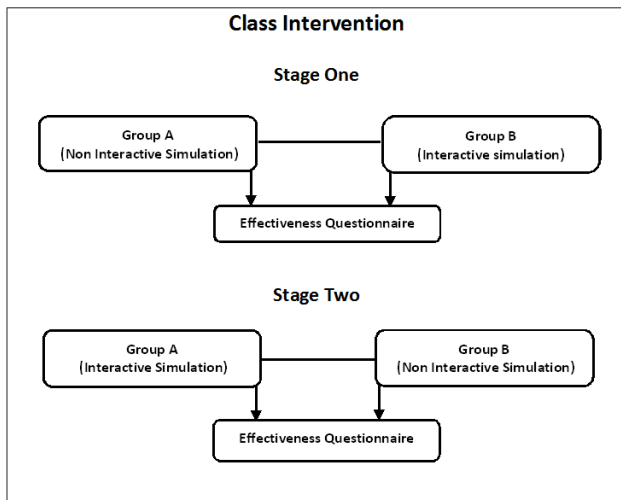 Class Intervention
Stage One
Group A
(Non Interactive Simulation)
Group B
(Interactive simulation)
Effectiveness Questionnaire
Stage Two
Group A
(Interactive Simulation)
Group B
(Non Interactive Simulation)
Effectiveness Questionnaire